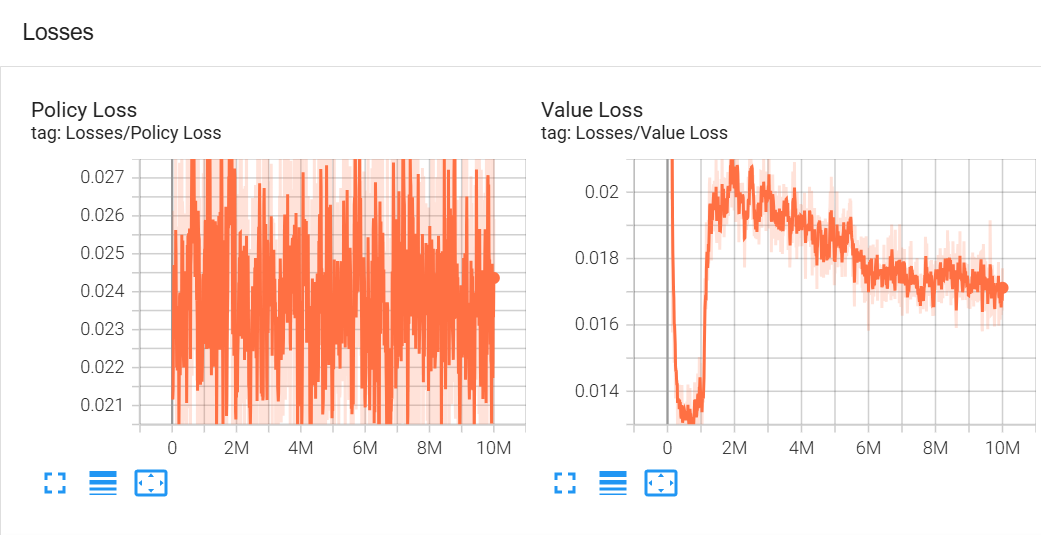 Losses
Policy Loss
tag: Losses/Policy Loss
0.027
0.026
0.025
0.024
0.023
0.022
0.021
0 2M 4M 6M 8M 10M
Value Loss
tag: Losses/Value Loss
0.02
0.018
0.016
0.014
0 2M 4M 6M 8M 10M